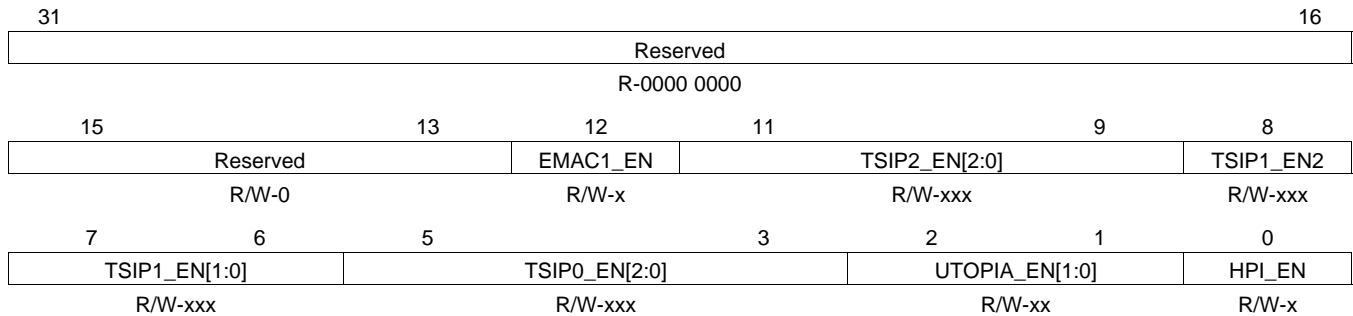 31 16
Reserved
R-0000 0000
15 13 12 11 9 8
Reserved EMAC1_EN TSIP2_EN[2:0] TSIP1_EN2
R/W-0 R/W-x R/W-xxx R/W-xxx
7 6 5 3 2 1 0
TSIP1_EN[1:0] TSIP0_EN[2:0] UTOPIA_EN[1:0] HPI_EN
R/W-xxx R/W-xxx R/W-xx R/W-x